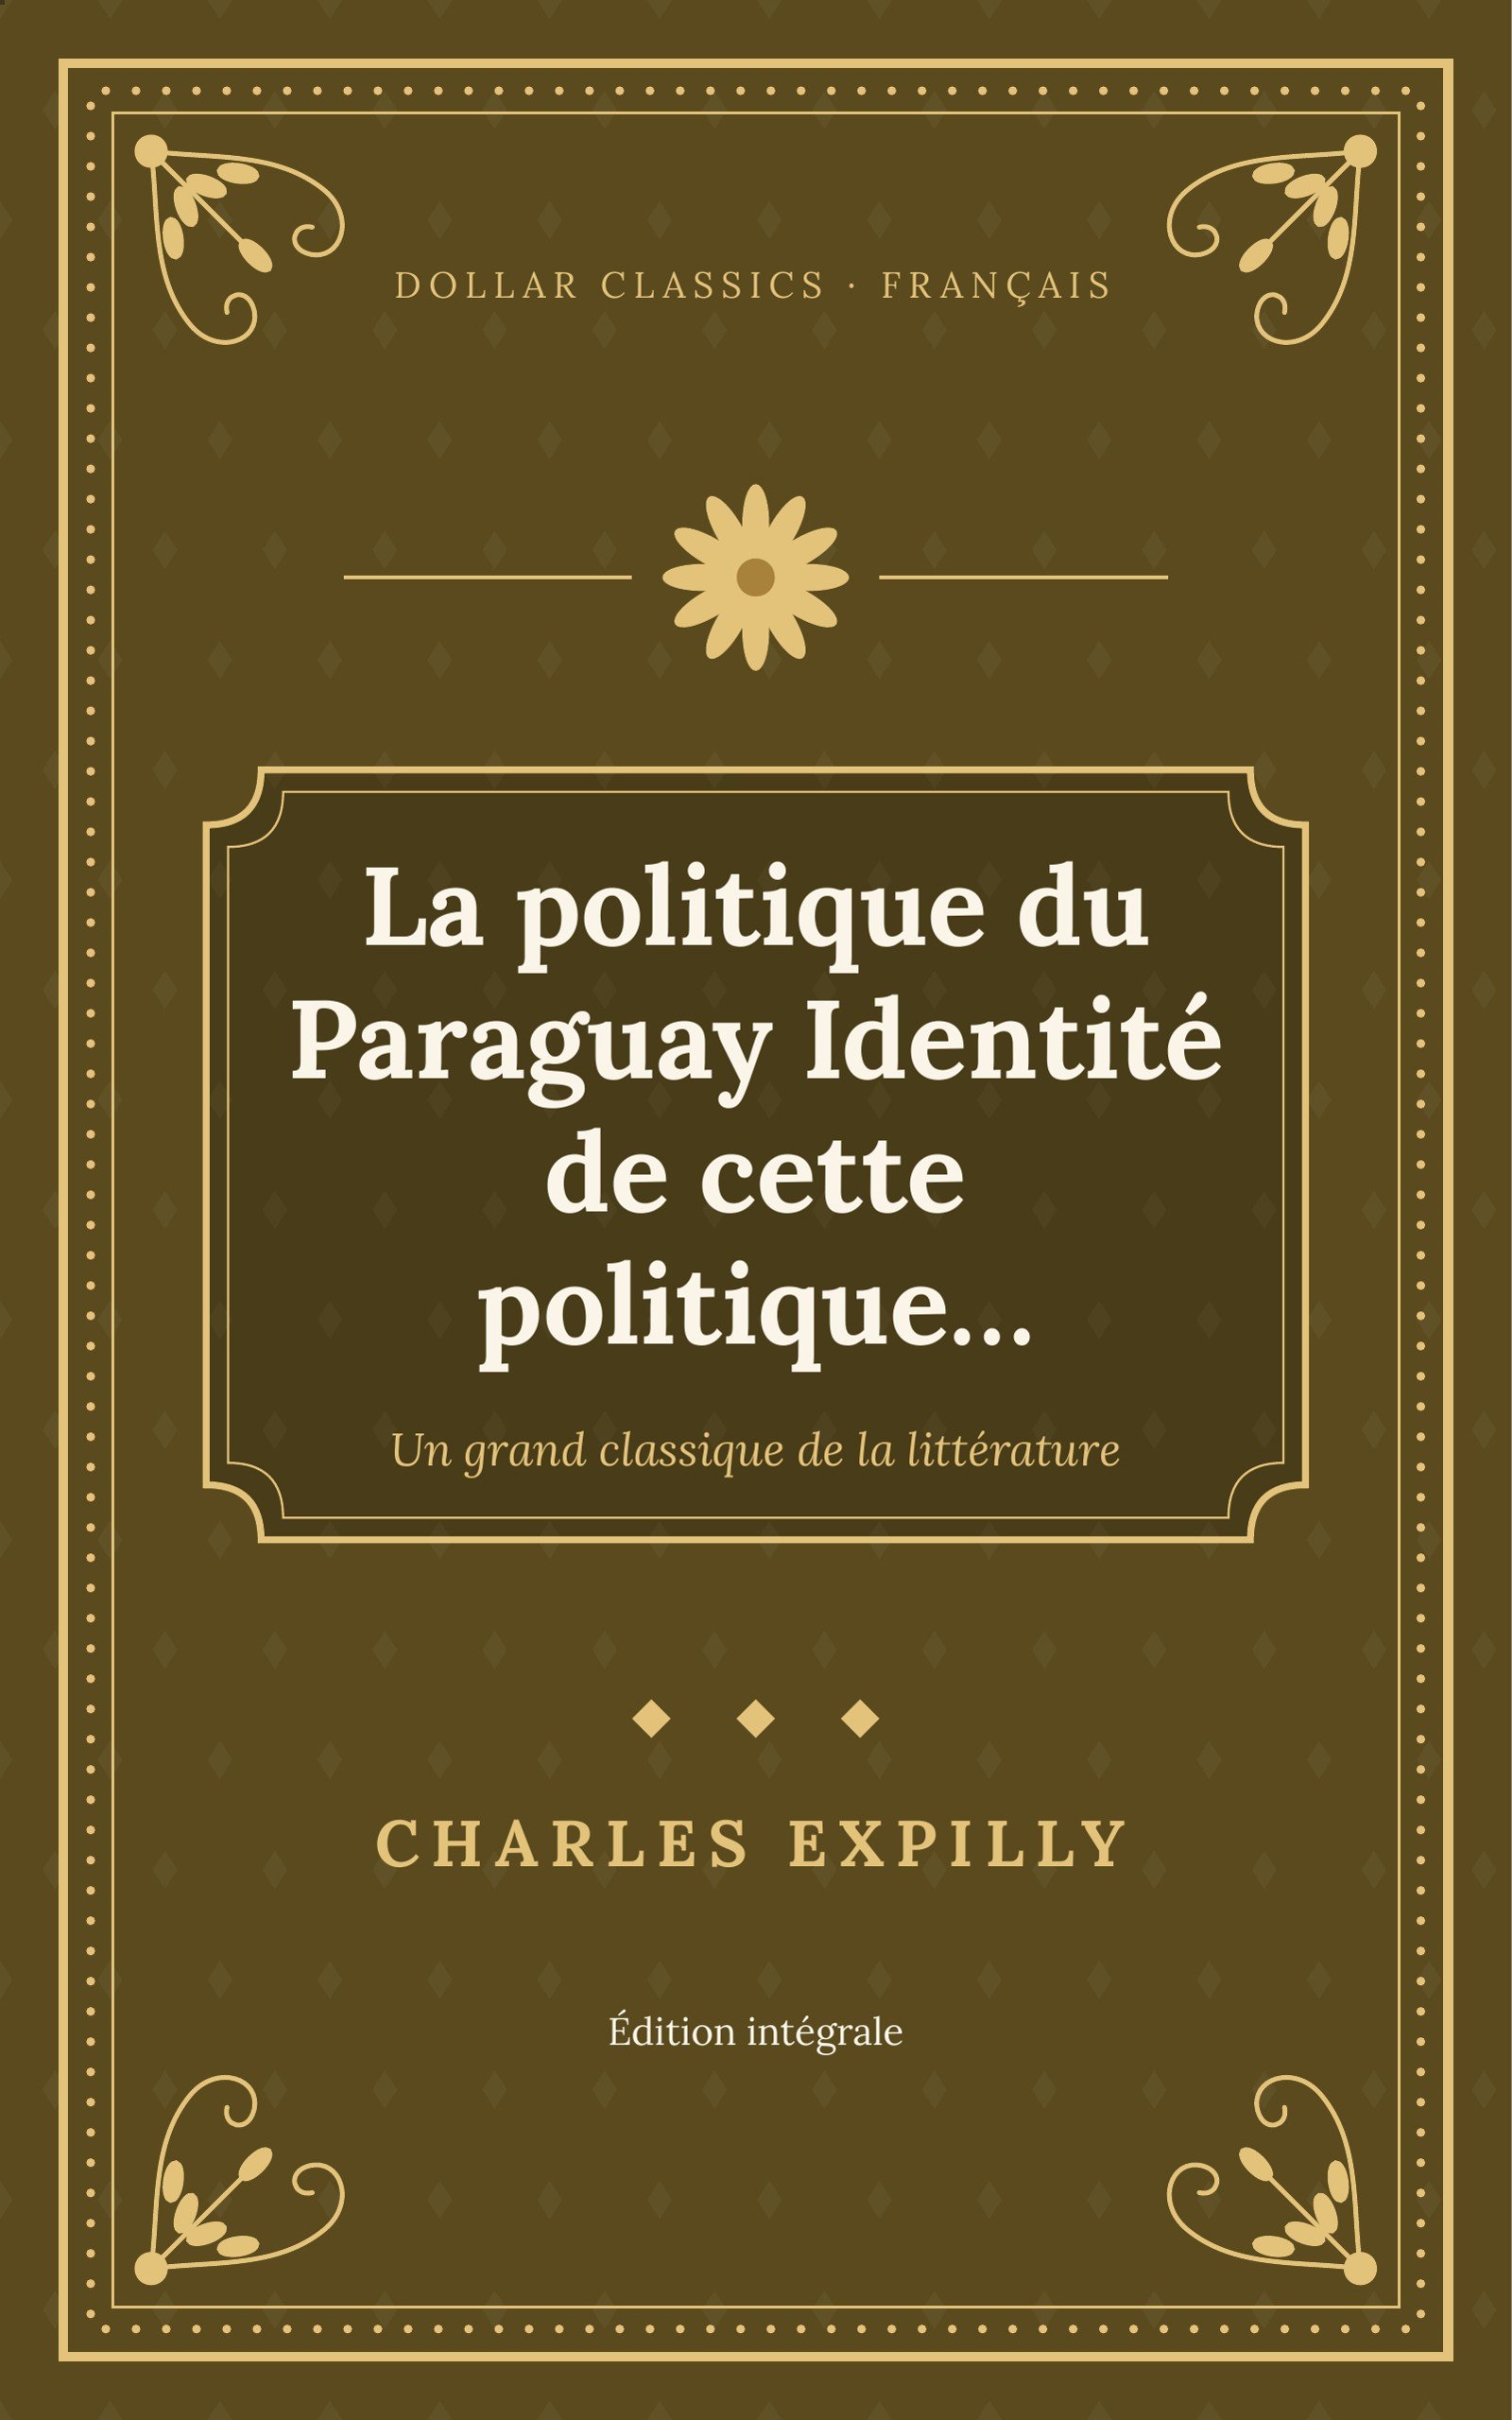 DOLLAR CLASSICS · FRANÇAIS
La politique du
Paraguay Identité
de cette
politique...
Un grand classique de la littérature
CHARLES EXPILLY
Édition intégrale